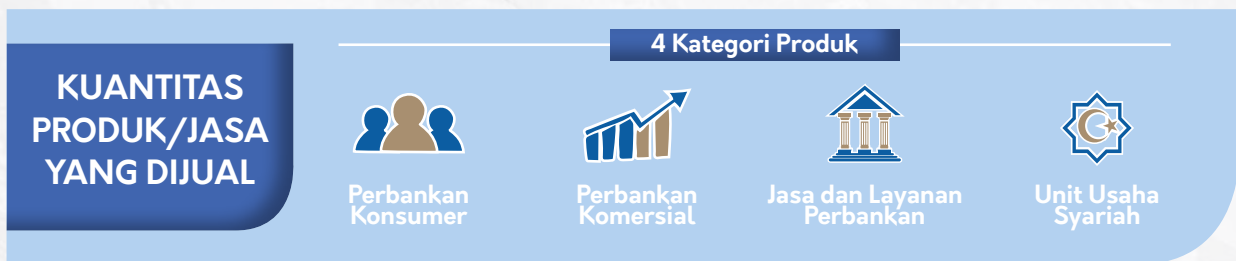 KUANTITAS
PRODUK/JASA
YANG DIJUAL
4 Kategori Produk
Perbankan
Konsumer
Perbankan
Komersial
Jasa dan Layanan
Perbankan
Unit Usaha
Syariah